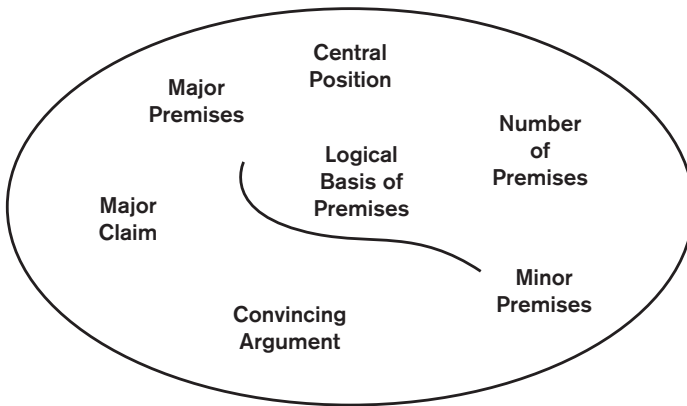 Central
Position
Major
Premises
Number
of
Premises
Logical
Basis of
Premises
Major
Claim
Minor
Premises
Convincing
Argument